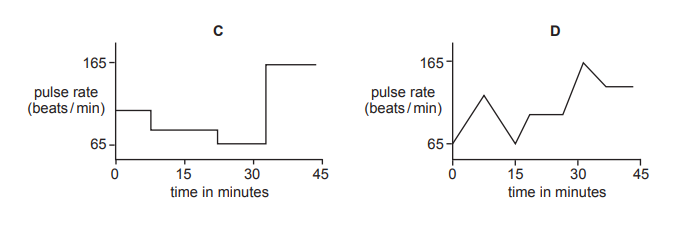 C
165
pulse rate
(beats / min)
65
0 15 30 45
time in minutes
D
165
pulse rate
(beats / min)
65
0 15 30 45
time in minutes